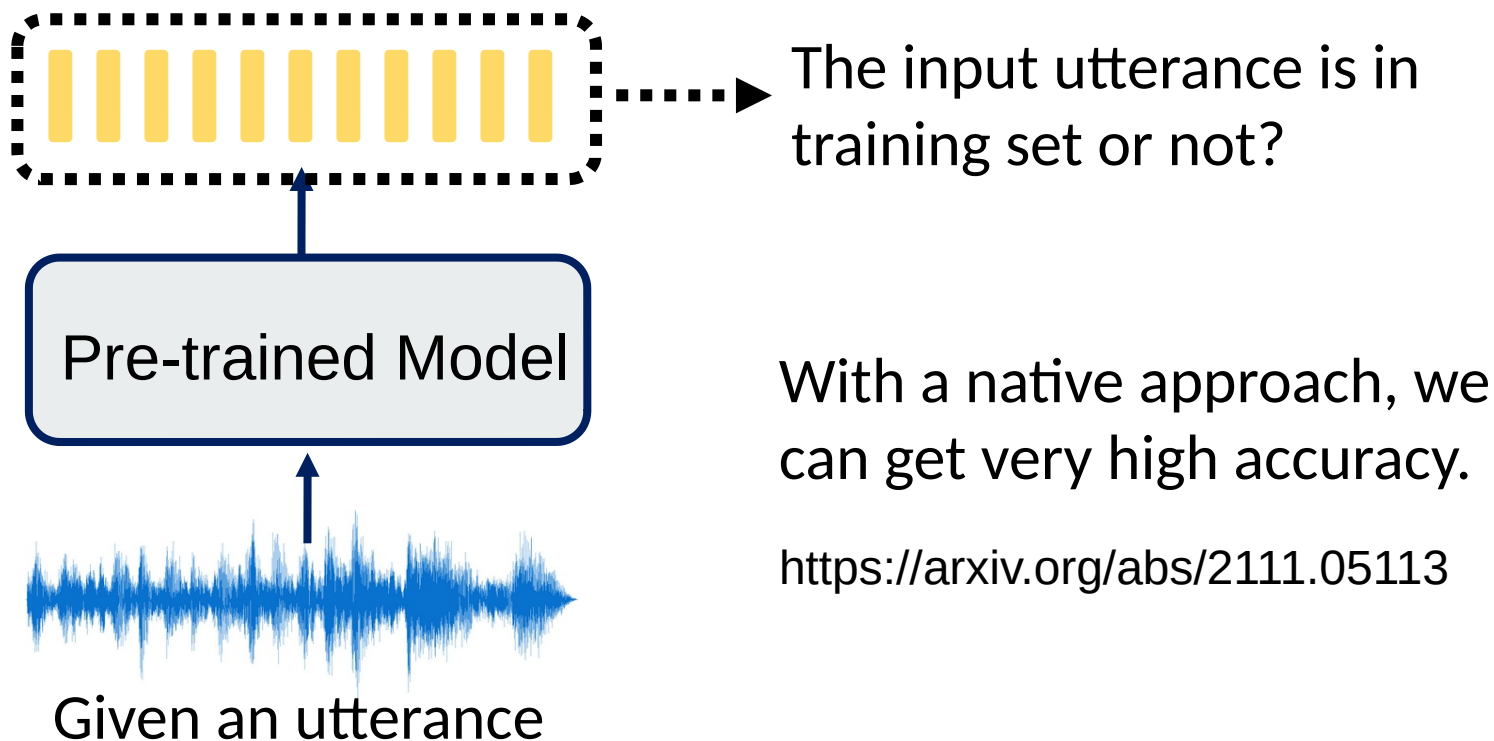 The input utterance is in
training set or not?
Pre-trained Model
With a native approach, we
can get very high accuracy.
https://arxiv.org/abs/2111.05113
Given an utterance